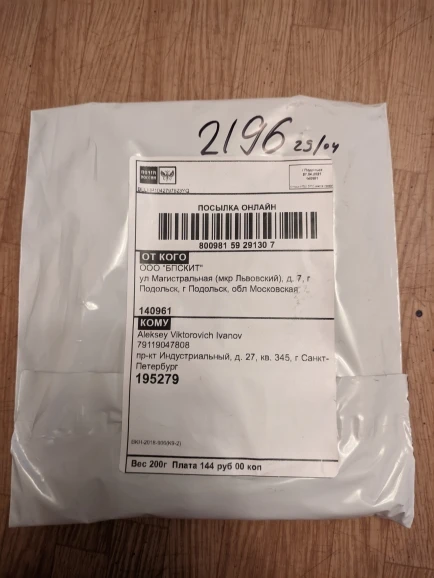 2196 25/04
ПОЧТА
РОССИИ
ПОСЫЛКА ОНЛАЙН
800981 59 29130 7
ОТ КОГО
ООО "БПСКИТ"
ул Магистральная (мкр Львовский), д. 7, г
Подольск, г Подольск, обл Московская
140961
КОМУ
Aleksey Viktorovich Ivanov
79119047808
пр-кт Индустриальный, д. 27, кв. 345, г Санкт-
Петербург
195279
Вес 200г Плата 144 руб 00 коп